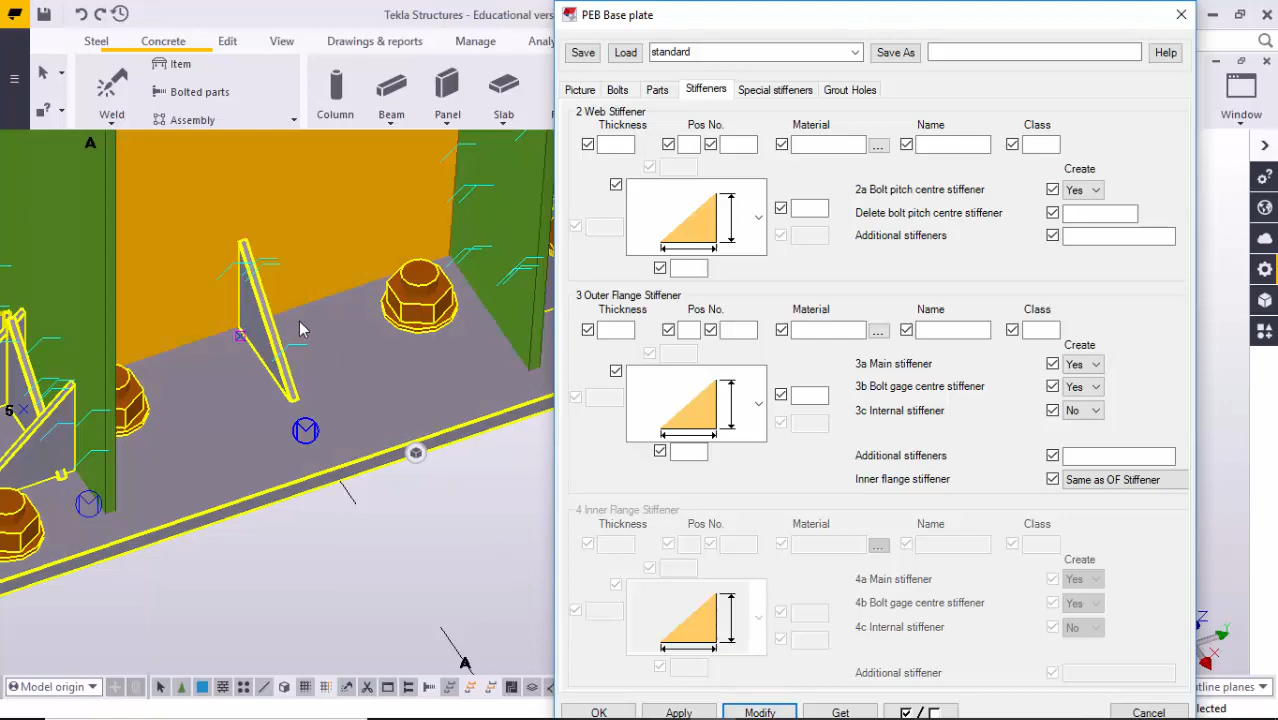 Tekla Structures - Educational vers
PEB Base plate
Steel
Concrete
Edit
View
Drawings & reports
Manage
Analy
Weld
Item
Bolted parts
Assembly
Column
Beam
Panel
Slab
Window
Save
Load
standard
Save As
Help
Picture
Bolts
Parts
Stiffeners
Special stiffeners
Grout Holes
2 Web Stiffener
Thickness
Pos No.
Material
Name
Class
...
Create
2a Bolt pitch centre stiffener
Yes
Delete bolt pitch centre stiffener
Additional stiffeners
3 Outer Flange Stiffener
Thickness
Pos No.
Material
Name
Class
...
Create
3a Main stiffener
Yes
3b Bolt gage centre stiffener
Yes
3c Internal stiffener
No
Additional stiffeners
Inner flange stiffener
Same as OF Stiffener
4 Inner Flange Stiffener
Thickness
Pos No.
Material
Name
Class
...
Create
4a Main stiffener
Yes
4b Bolt gage centre stiffener
Yes
4c Internal stiffener
No
Additional stiffener
OK
Apply
Modify
Get
/
Cancel
A
5
A
Z
Y
X
Model origin
utline planes
lected